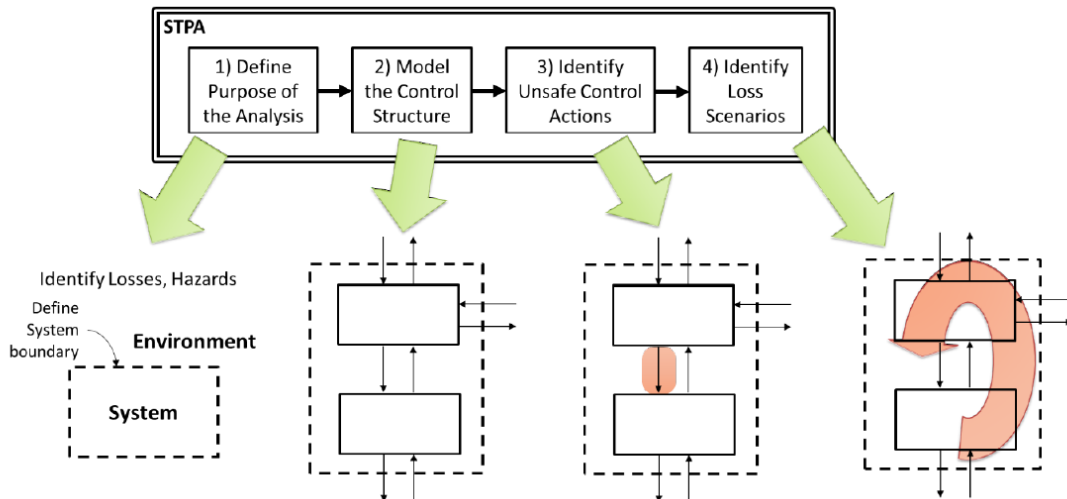 STPA
1) Define
Purpose of
the Analysis
2) Model
the Control
Structure
3) Identify
Unsafe Control
Actions
4) Identify
Loss
Scenarios
Identify Losses, Hazards
Define
System
boundary
Environment
System